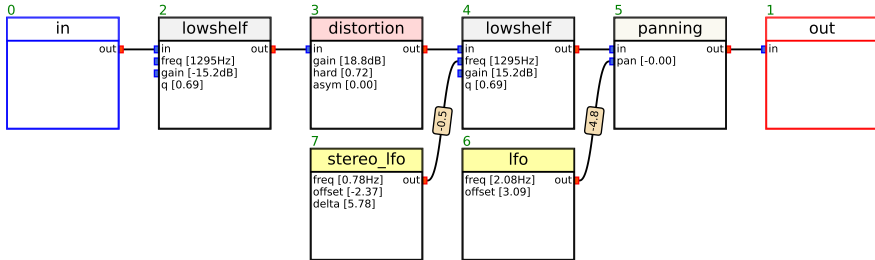 0
in
out
2
lowshelf
in
out
freq [1295Hz]
gain [-15.2dB]
q [0.69]
3
distortion
in
out
gain [18.8dB]
hard [0.72]
asym [0.00]
4
lowshelf
in
out
freq [1295Hz]
gain [15.2dB]
q [0.69]
5
panning
in
out
pan [-0.00]
1
out
in
-0.5
-4.8
7
stereo_lfo
freq [0.78Hz]
out
offset [-2.37]
delta [5.78]
6
lfo
freq [2.08Hz]
out
offset [3.09]